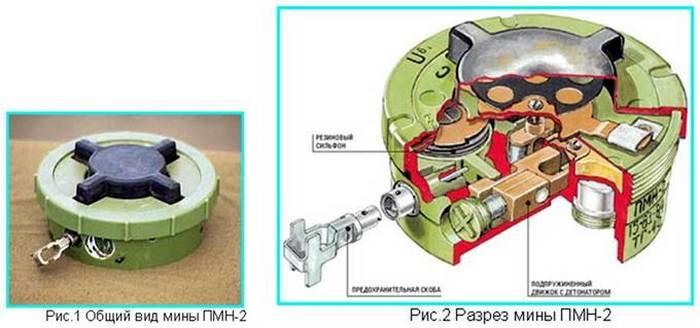 РЕЗИНОВЫЙ
СИЛЬФОН
ПМН-2
ПРЕДОХРАНИТЕЛЬНАЯ СКОБА
ПОДПРУЖИНЕННЫЙ
ДВИЖОК С ДЕТОНАТОРОМ
Рис.1 Общий вид мины ПМН-2
Рис.2 Разрез мины ПМН-2